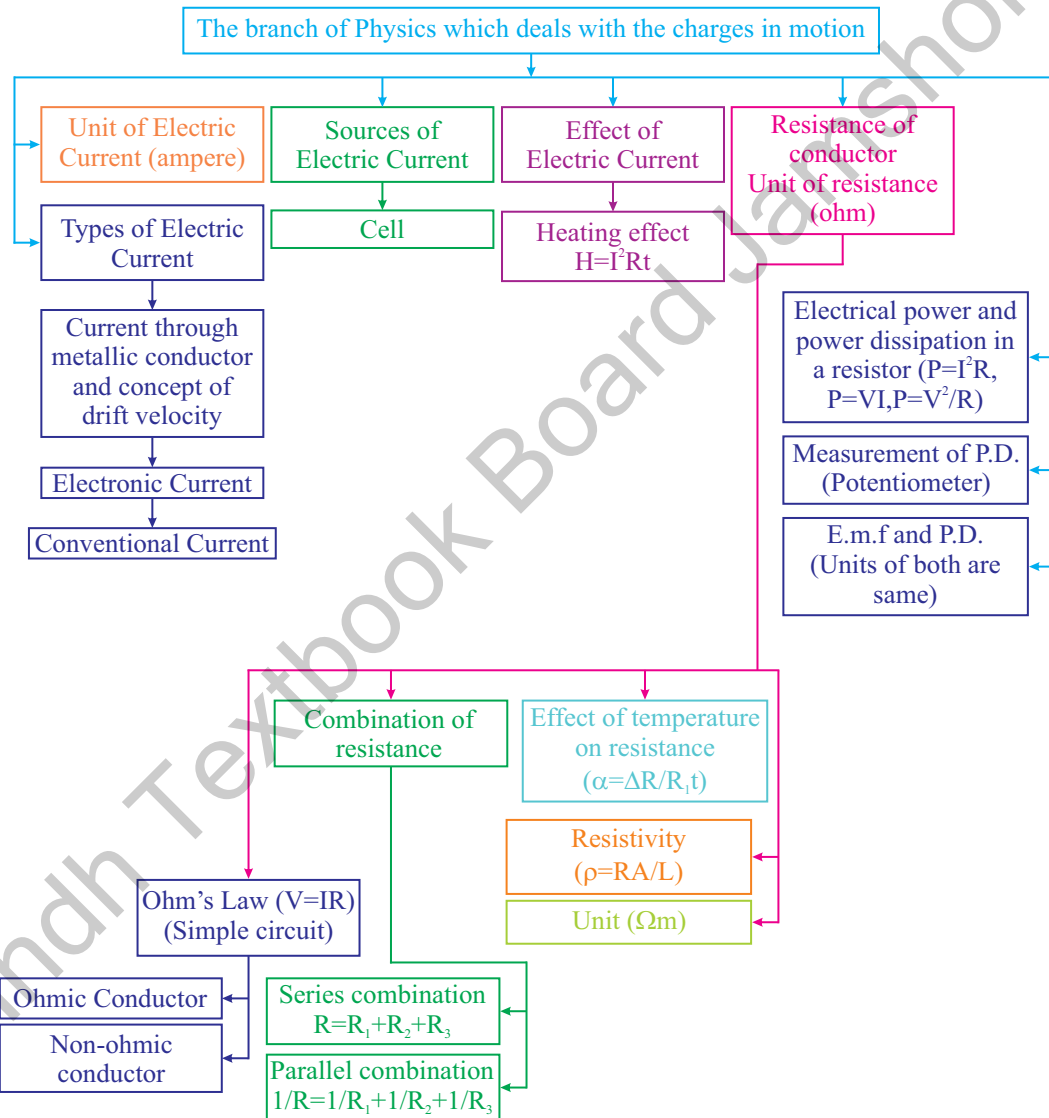 The branch of Physics which deals with the charges in motion
Unit of Electric
Current (ampere)
Sources of
Electric Current
Effect of
Electric Current
Resistance of
conductor
Unit of resistance
(ohm)
Types of Electric
Current
Cell
Heating effect
H=I²Rt
Current through
metallic conductor
and concept of
drift velocity
Electronic Current
Conventional Current
Electrical power and
power dissipation in
a resistor (P=I²R,
P=VI,P=V²/R)
Measurement of P.D.
(Potentiometer)
E.m.f and P.D.
(Units of both are
same)
Combination of
resistance
Effect of temperature
on resistance
(α=ΔR/R₁t)
Resistivity
(ρ=RA/L)
Unit (Ωm)
Ohm’s Law (V=IR)
(Simple circuit)
Ohmic Conductor
Non-ohmic
conductor
Series combination
R=R₁+R₂+R₃
Parallel combination
1/R=1/R₁+1/R₂+1/R₃
indh Textbook Board Jamsho